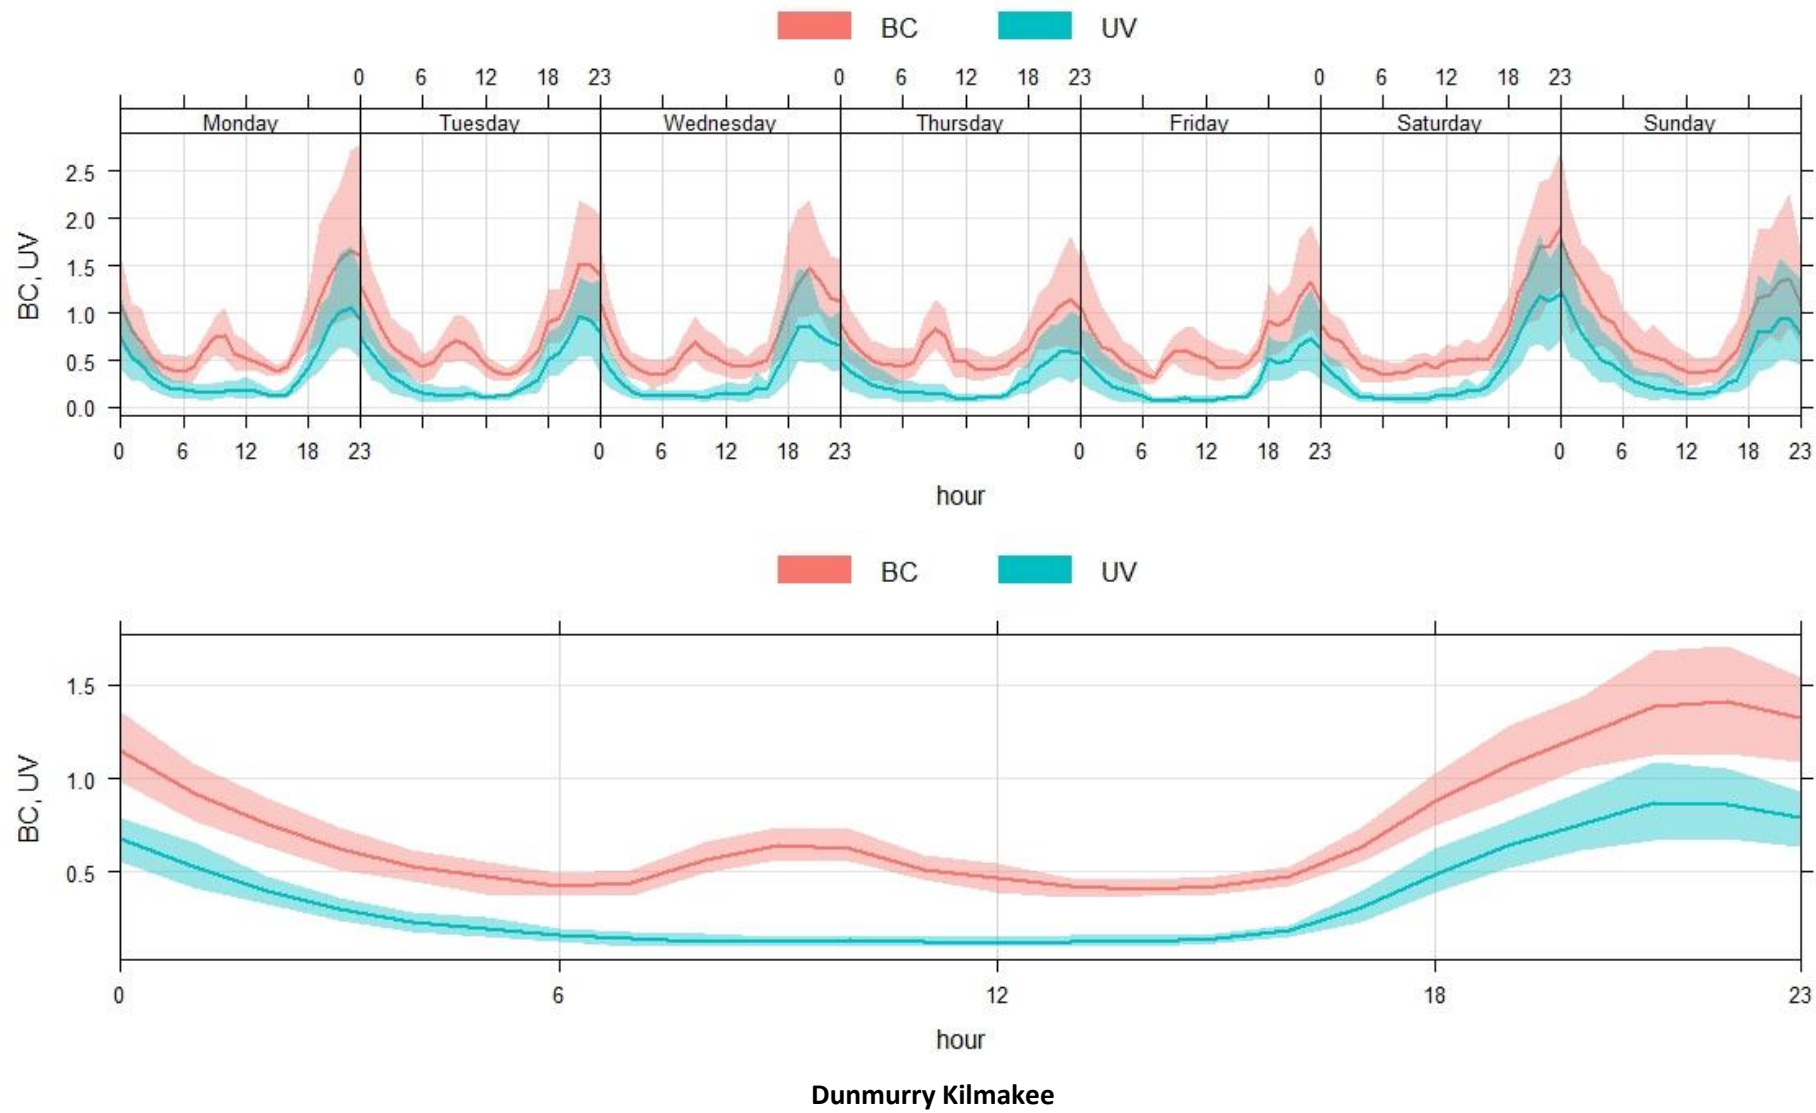 BC UV
0 6 12 18 23 0 6 12 18 23 0 6 12 18 23
Monday Tuesday Wednesday Thursday Friday Saturday Sunday
2.5
2.0
1.5
1.0
0.5
0.0
BC, UV
0 6 12 18 23 0 6 12 18 23 0 6 12 18 23 0 6 12 18 23
hour
BC UV
1.5
1.0
0.5
BC, UV
0 6 12 18 23
hour
Dunmurry Kilmakee